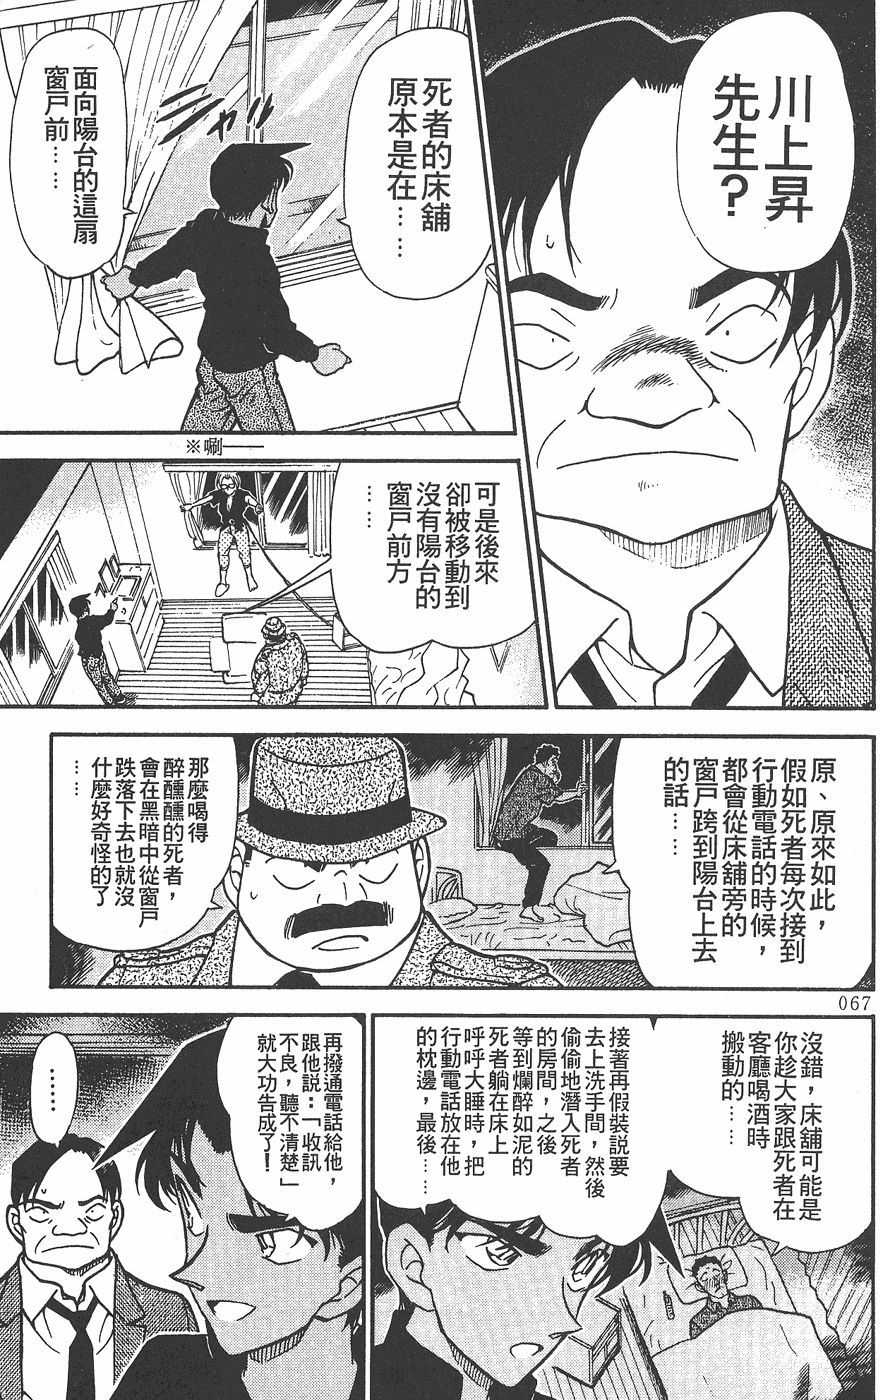 川上昇
先生？
死者的床舖
原本是在……
面向陽台的這扇
窗戸前……
※唰——
可是後來
卻被移動到
沒有陽台的
窗戸前方
……
原、原來如此，
假如死者每次接到
行動電話的時候，
都會從床舖旁的
窗戸跨到陽台上去
的話……
那麼喝得
醉醺醺的死者，
會在黑暗中從窗戸
跌落下去也就沒
什麼好奇怪的了
……
067
沒錯，床舖可能是
你趁大家跟死者在
客廳喝酒時
搬動的……
接著再假裝説要
去上洗手間，然後
偷偷地潛入死者
的房間，之後
等到爛醉如泥的
死者躺在床上
呼呼大睡時，把
行動電話放在他
的枕邊，最後……
再撥通電話給他，
跟他説：「收訊
不良，聽不清楚」
就大功告成了！
……